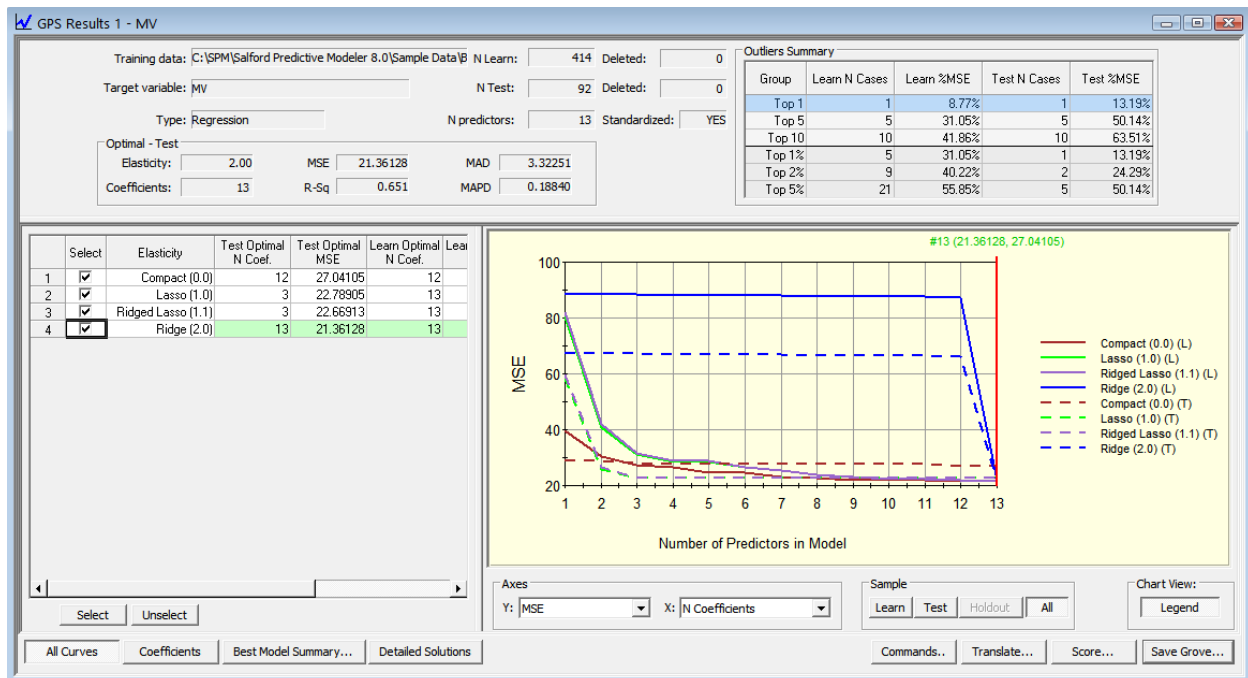 GPS Results 1 - MV
Training data: C:\SPM\Salford Predictive Modeler 8.0\Sample Data\B N Learn: 414 Deleted: 0
Target variable: MV N Test: 92 Deleted: 0
Type: Regression N predictors: 13 Standardized: YES
Optimal - Test
Elasticity: 2.00 MSE 21.36128 MAD 3.32251
Coefficients: 13 R-Sq 0.651 MAPD 0.18840
Outliers Summary
Group Learn N Cases Learn %MSE Test N Cases Test %MSE
Top 1 1 8.77% 1 13.19%
Top 5 5 31.05% 5 50.14%
Top 10 10 41.86% 10 63.51%
Top 1% 5 31.05% 1 13.19%
Top 2% 9 40.22% 2 24.29%
Top 5% 21 55.85% 5 50.14%
Select Elasticity Test Optimal N Coef. Test Optimal MSE Learn Optimal N Coef. Lear
1 Compact (0.0) 12 27.04105 12
2 Lasso (1.0) 3 22.78905 13
3 Ridged Lasso (1.1) 3 22.66913 13
4 Ridge (2.0) 13 21.36128 13
Select Unselect
#13 (21.36128, 27.04105)
MSE
100
80
60
40
20
1 2 3 4 5 6 7 8 9 10 11 12 13
Number of Predictors in Model
Compact (0.0) (L)
Lasso (1.0) (L)
Ridged Lasso (1.1) (L)
Ridge (2.0) (L)
Compact (0.0) (T)
Lasso (1.0) (T)
Ridged Lasso (1.1) (T)
Ridge (2.0) (T)
Axes
Y: MSE X: N Coefficients
Sample
Learn Test Holdout All
Chart View:
Legend
All Curves Coefficients Best Model Summary... Detailed Solutions Commands.. Translate... Score... Save Grove...